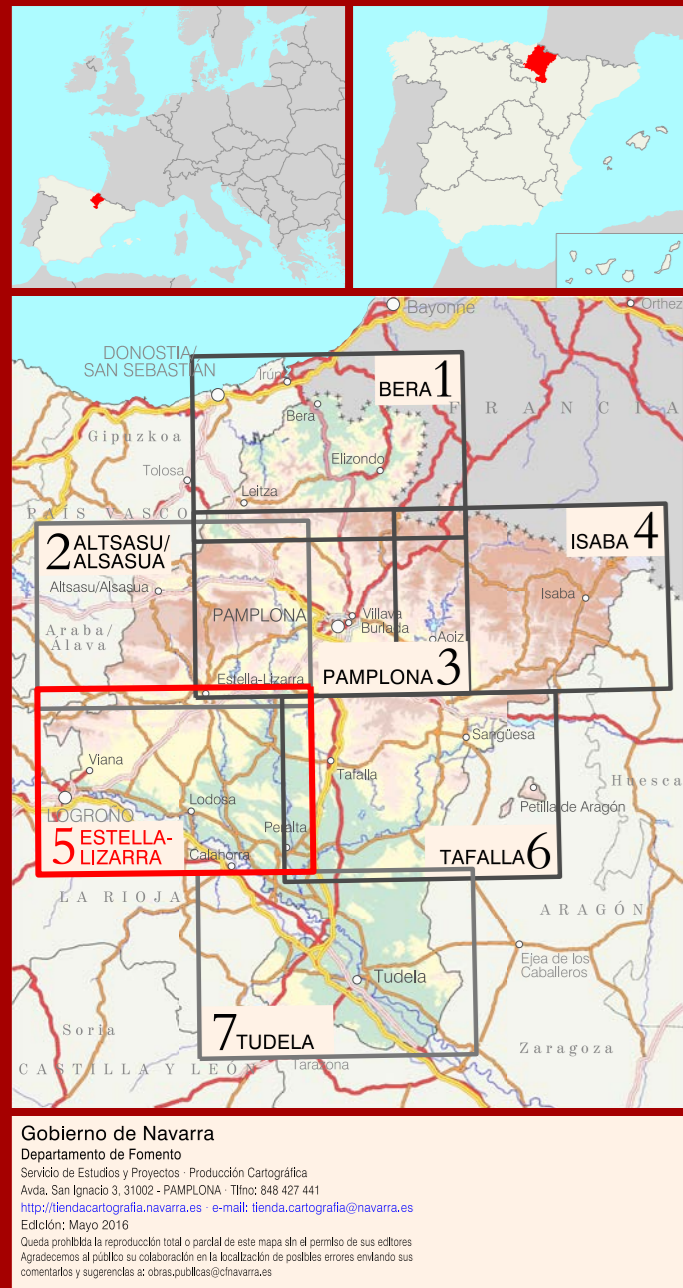 Bayonne
Orthez
DONOSTIA/
SAN SEBASTIÁN
Irún
BERA 1
Bera
F R A N C I A
Gipuzkoa
Elizondo
Tolosa
Leitza
PAÍS VASCO
2 ALTSASU/
ALSASUA
ISABA 4
Altsasu/Alsasua
Isaba
PAMPLONA
Villava
Burlada
Araba/
Álava
Aoiz
PAMPLONA 3
Estella-Lizarra
Sangüesa
Viana
Tafalla
Huesca
Lodosa
Petilla de Aragón
LOGROÑO
Peralta
5 ESTELLA-
LIZARRA
Calahorra
TAFALLA 6
LA RIOJA
ARAGÓN
Ejea de los
Caballeros
Tudela
Soria
7 TUDELA
Zaragoza
CASTILLA Y LEÓN
Tarazona
Gobierno de Navarra
Departamento de Fomento
Servicio de Estudios y Proyectos · Producción Cartográfica
Avda. San Ignacio 3, 31002 - PAMPLONA · Tlfno: 848 427 441
http://tiendacartografia.navarra.es · e-mail: tienda.cartografia@navarra.es
Edición: Mayo 2016
Queda prohibida la reproducción total o parcial de este mapa sin el permiso de sus editores
Agradecemos al público su colaboración en la localización de posibles errores enviando sus
comentarios y sugerencias a: obras.publicas@cfnavarra.es